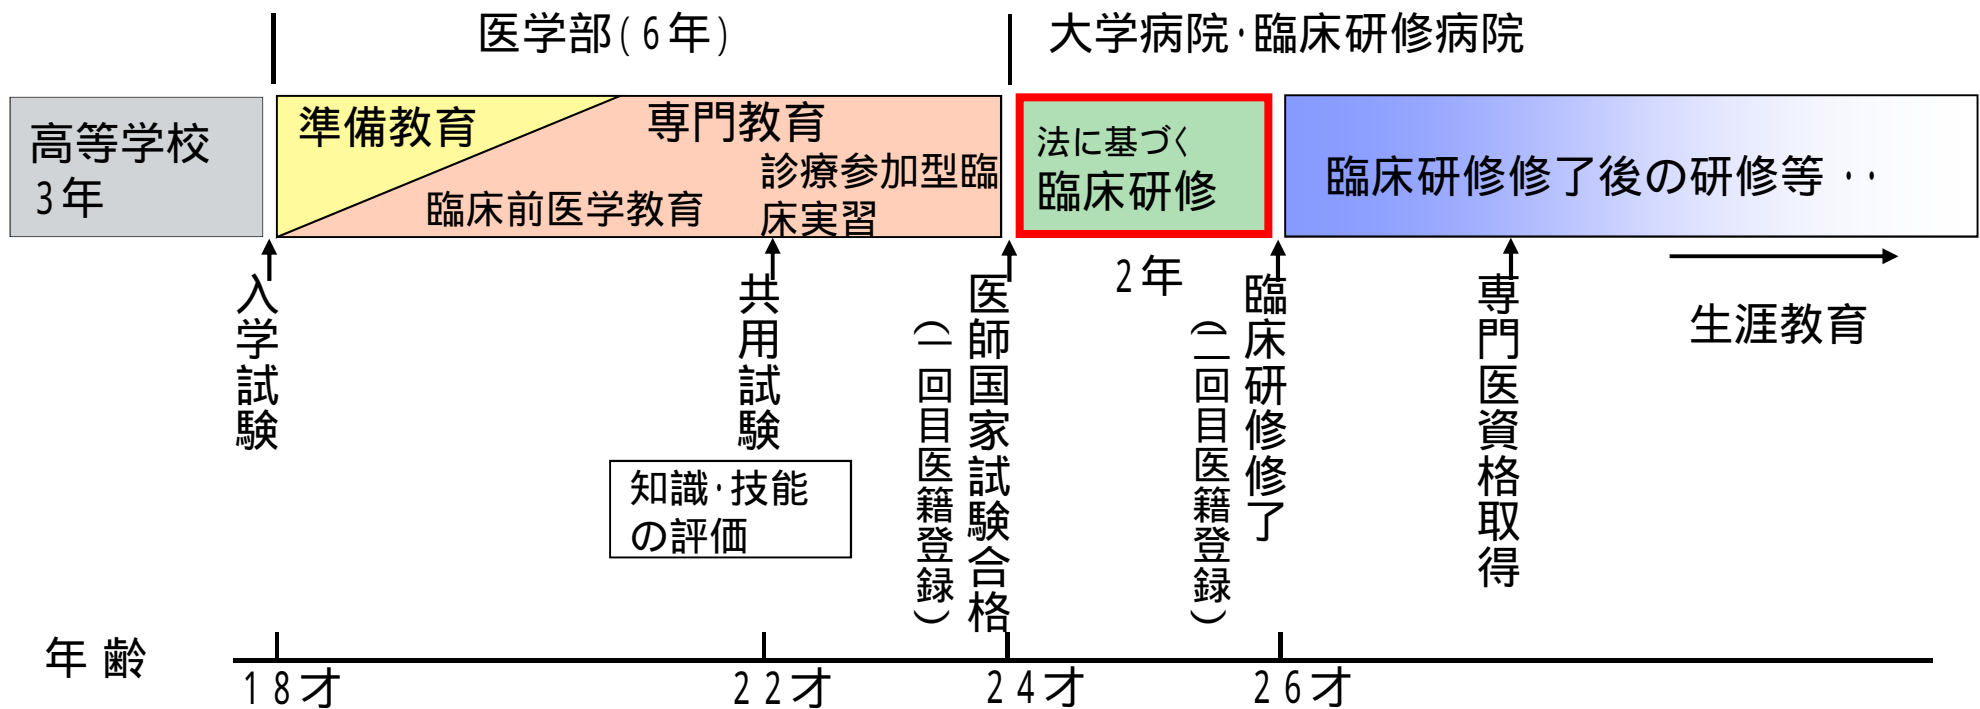 医学部(6年)
大学病院・臨床研修病院
高等学校
3年
準備教育
専門教育
臨床前医学教育
診療参加型臨
床実習
法に基づく
臨床研修
臨床研修修了後の研修等‥
入学試験
共用試験
知識・技能
の評価
医師国家試験合格
(一回目医籍登録)
2年
臨床研修修了
(二回目医籍登録)
専門医資格取得
生涯教育
年齢
18才
22才
24才
26才